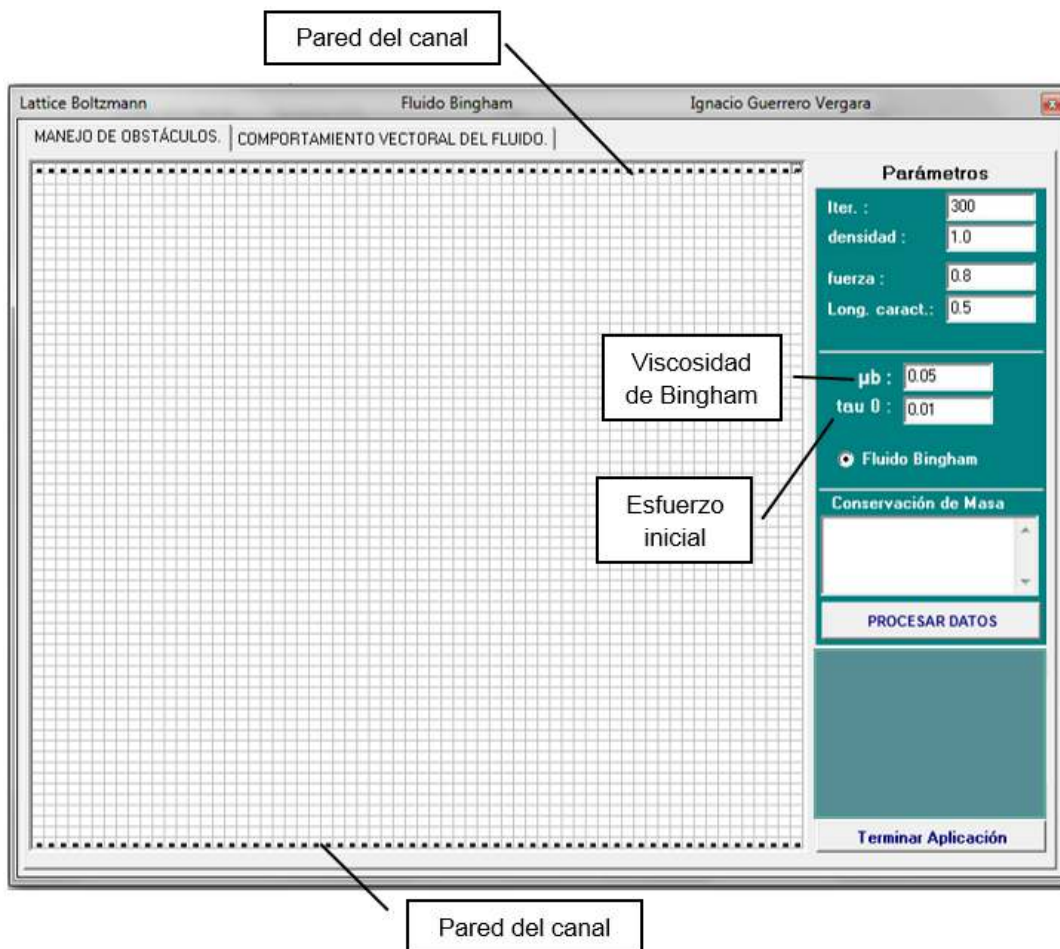 Pared del canal
Lattice Boltzmann Fluido Bingham Ignacio Guerrero Vergara
MANEJO DE OBSTÁCULOS. COMPORTAMIENTO VECTORAL DEL FLUIDO.
Parámetros
Iter. : 300
densidad : 1.0
fuerza : 0.8
Long. caract.: 0.5
Viscosidad
de Bingham
µb : 0.05
tau 0 : 0.01
Fluido Bingham
Esfuerzo
inicial
Conservación de Masa
PROCESAR DATOS
Terminar Aplicación
Pared del canal